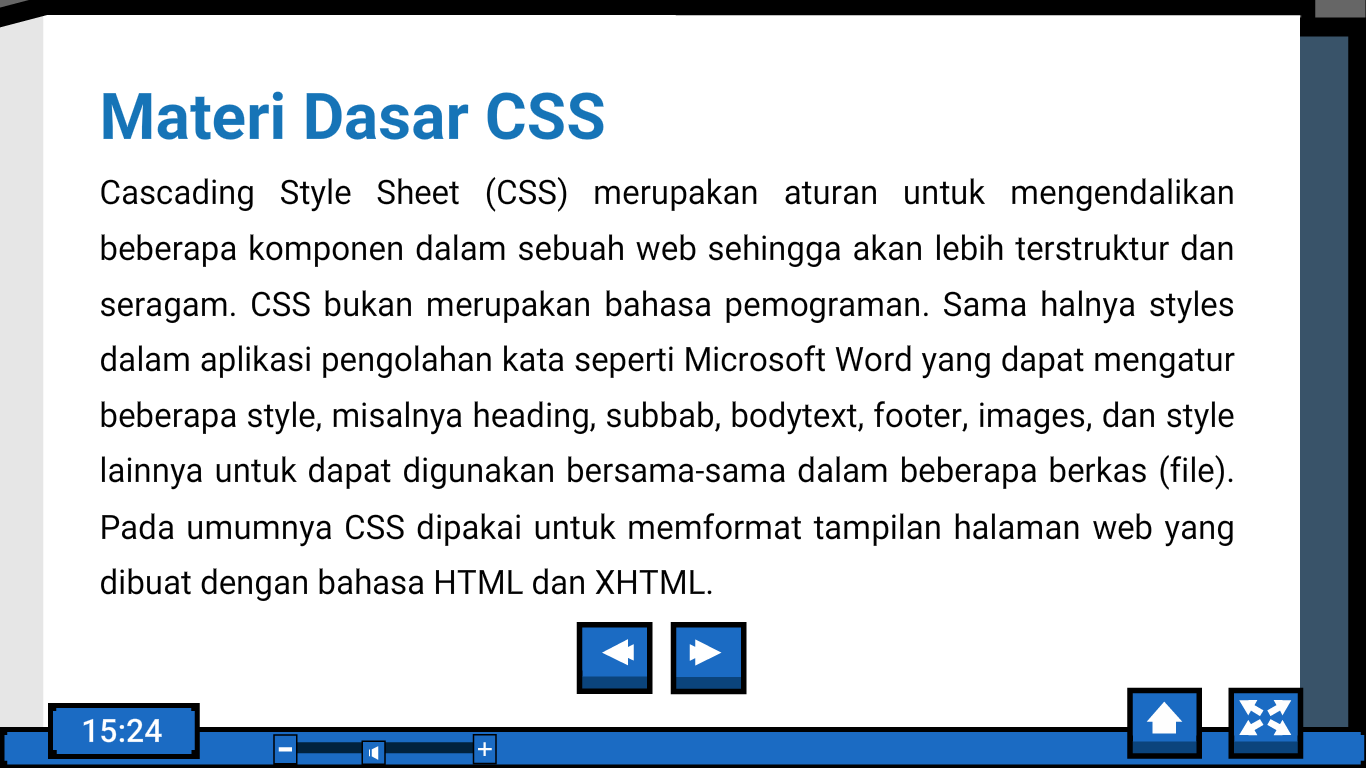 Materi Dasar CSS
Cascading Style Sheet (CSS) merupakan aturan untuk mengendalikan
beberapa komponen dalam sebuah web sehingga akan lebih terstruktur dan
seragam. CSS bukan merupakan bahasa pemograman. Sama halnya styles
dalam aplikasi pengolahan kata seperti Microsoft Word yang dapat mengatur
beberapa style, misalnya heading, subbab, bodytext, footer, images, dan style
lainnya untuk dapat digunakan bersama-sama dalam beberapa berkas (file).
Pada umumnya CSS dipakai untuk memformat tampilan halaman web yang
dibuat dengan bahasa HTML dan XHTML.
15:24